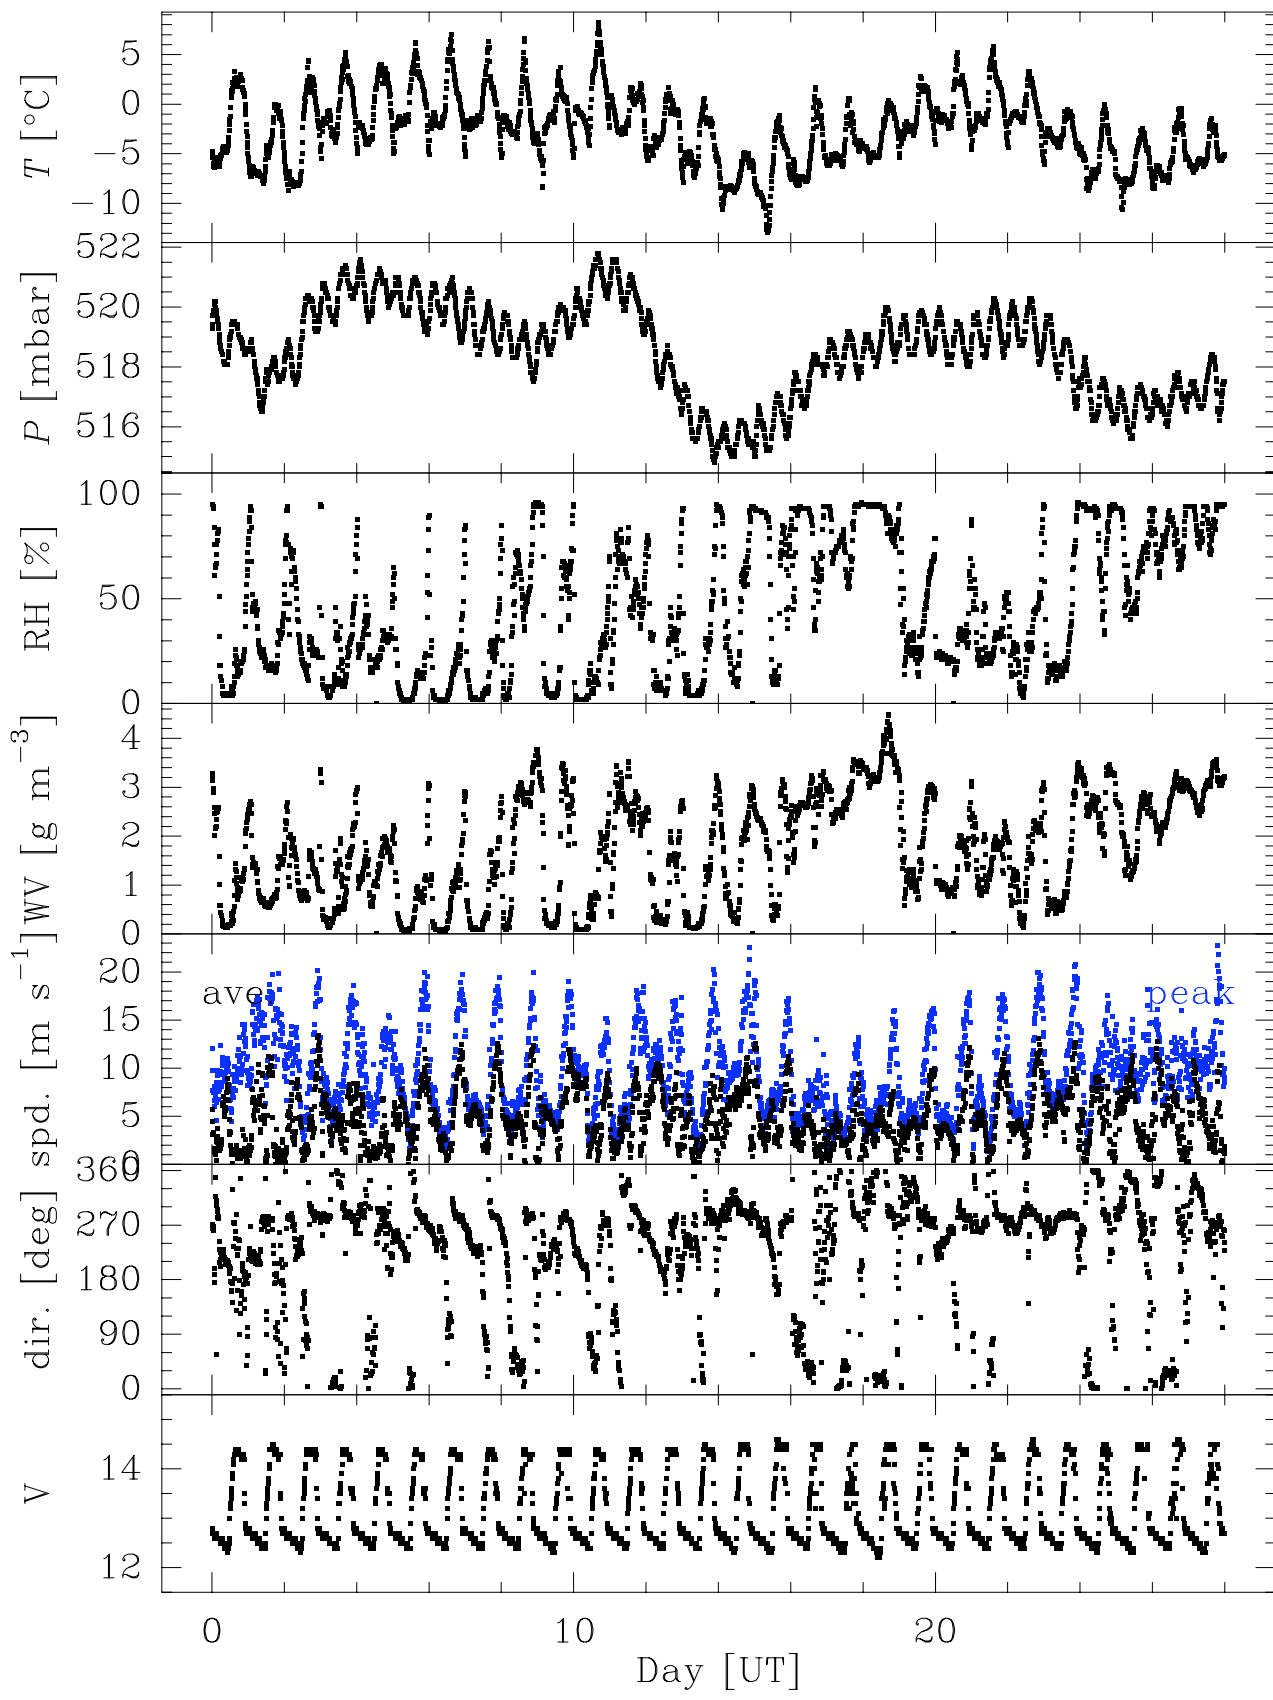 T [°C]
5
0
−5
−10
P [mbar]
522
520
518
516
RH [%]
100
50
0
WV [g m−3]
4
3
2
1
0
spd. [m s−1]
20
15
10
5
0
ave
peak
dir. [deg]
360
270
180
90
0
V
14
12
0 10 20
Day [UT]